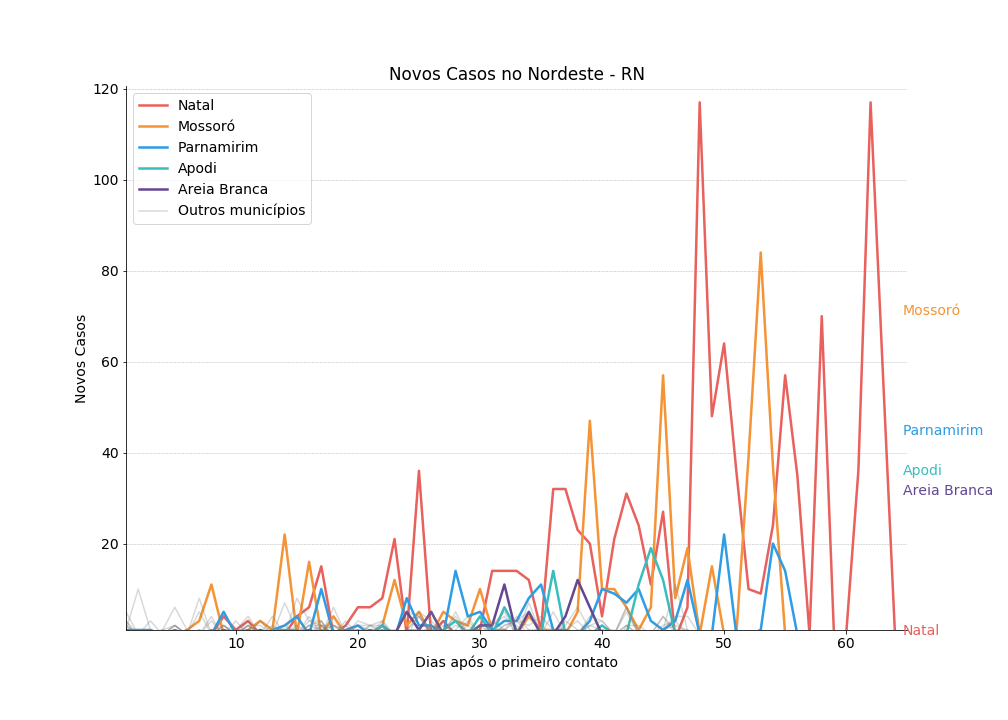 Novos Casos no Nordeste - RN
Natal
Mossoró
Parnamirim
Apodi
Areia Branca
Outros municípios
120
100
80
60
40
20
Novos Casos
10
20
30
40
50
60
Dias após o primeiro contato
Mossoró
Parnamirim
Apodi
Areia Branca
Natal